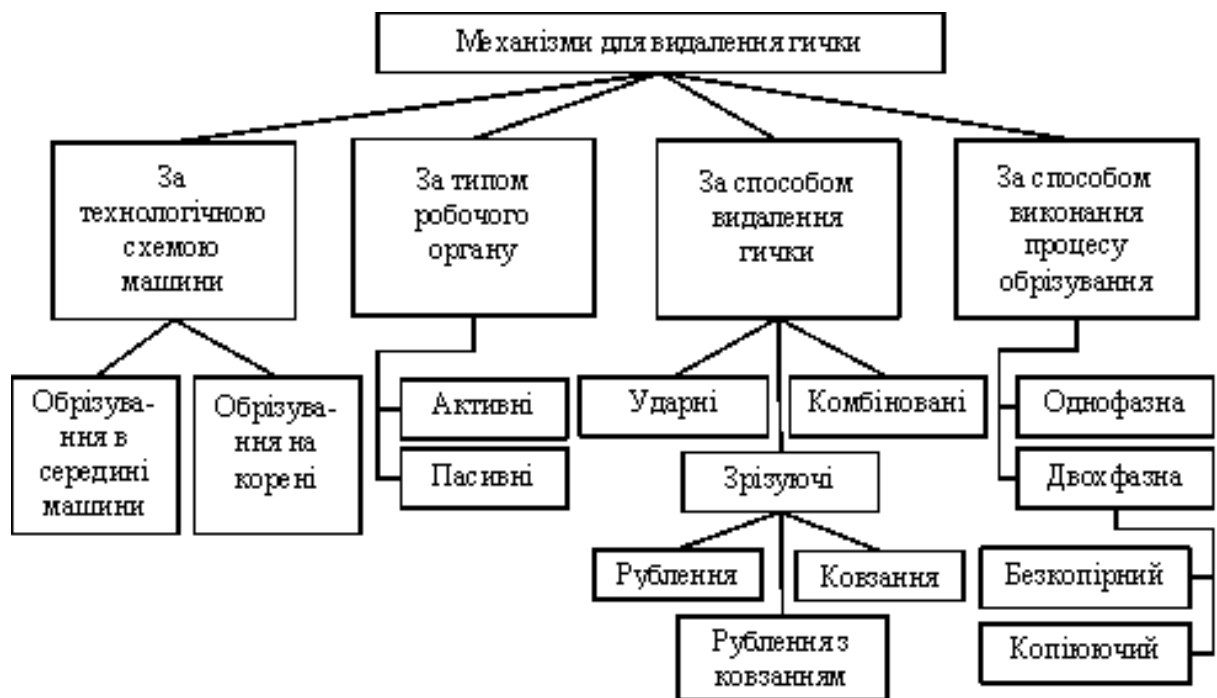 Механізми для видалення гички
За
технологічною
схемою
машини
За типом
робочого
органу
За способом
видалення
гички
За способом
виконання
процесу
обрізування
Обрізува-
ння в
середині
машини
Обрізува-
ння на
корені
Активні
Пасивні
Ударні
Комбіновані
Зрізуючі
Рублення
Ковзання
Рублення з
ковзанням
Однофазна
Двохфазна
Безкопірний
Копіюючий